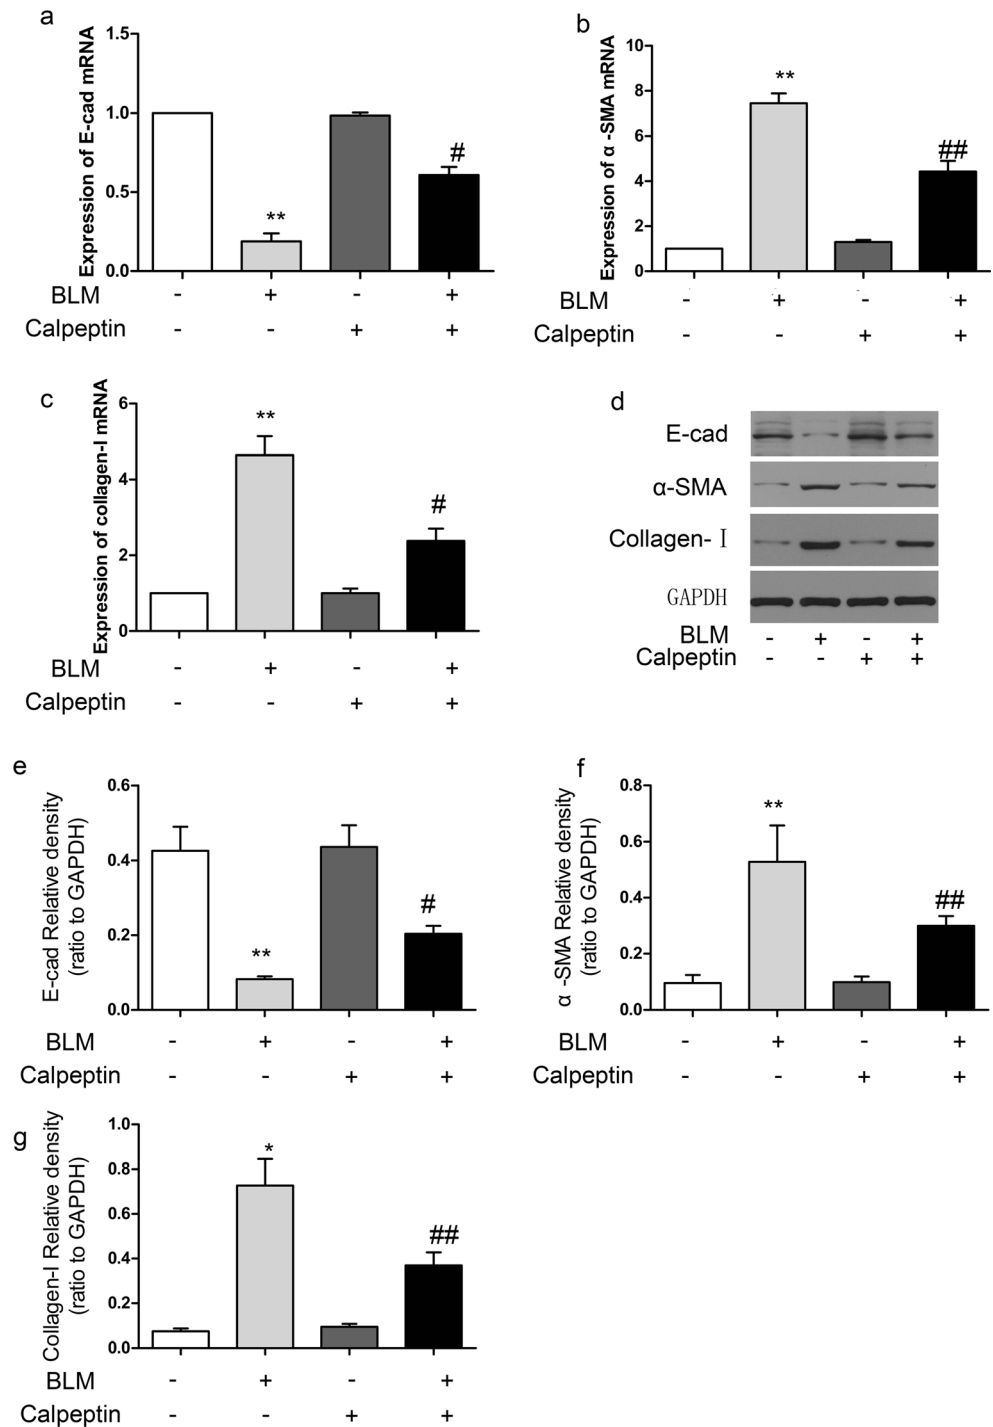 a
Expression of E-cad mRNA
1.5
1.0
0.5
0.0
**
#
BLM - + - +
Calpeptin - - + +
b
Expression of α -SMA mRNA
10
8
6
4
2
0
**
##
BLM - + - +
Calpeptin - - + +
c
Expression of collagen-I mRNA
6
4
2
0
**
#
BLM - + - +
Calpeptin - - + +
d
E-cad
α-SMA
Collagen- Ⅰ
GAPDH
BLM - + - +
Calpeptin - - + +
e
E-cad Relative density
(ratio to GAPDH)
0.6
0.4
0.2
0.0
**
#
BLM - + - +
Calpeptin - - + +
f
α -SMA Relative density
(ratio to GAPDH)
0.8
0.6
0.4
0.2
0.0
**
##
BLM - + - +
Calpeptin - - + +
g
Collagen-I Relative density
(ratio to GAPDH)
1.0
0.8
0.6
0.4
0.2
0.0
*
##
BLM - + - +
Calpeptin - - + +